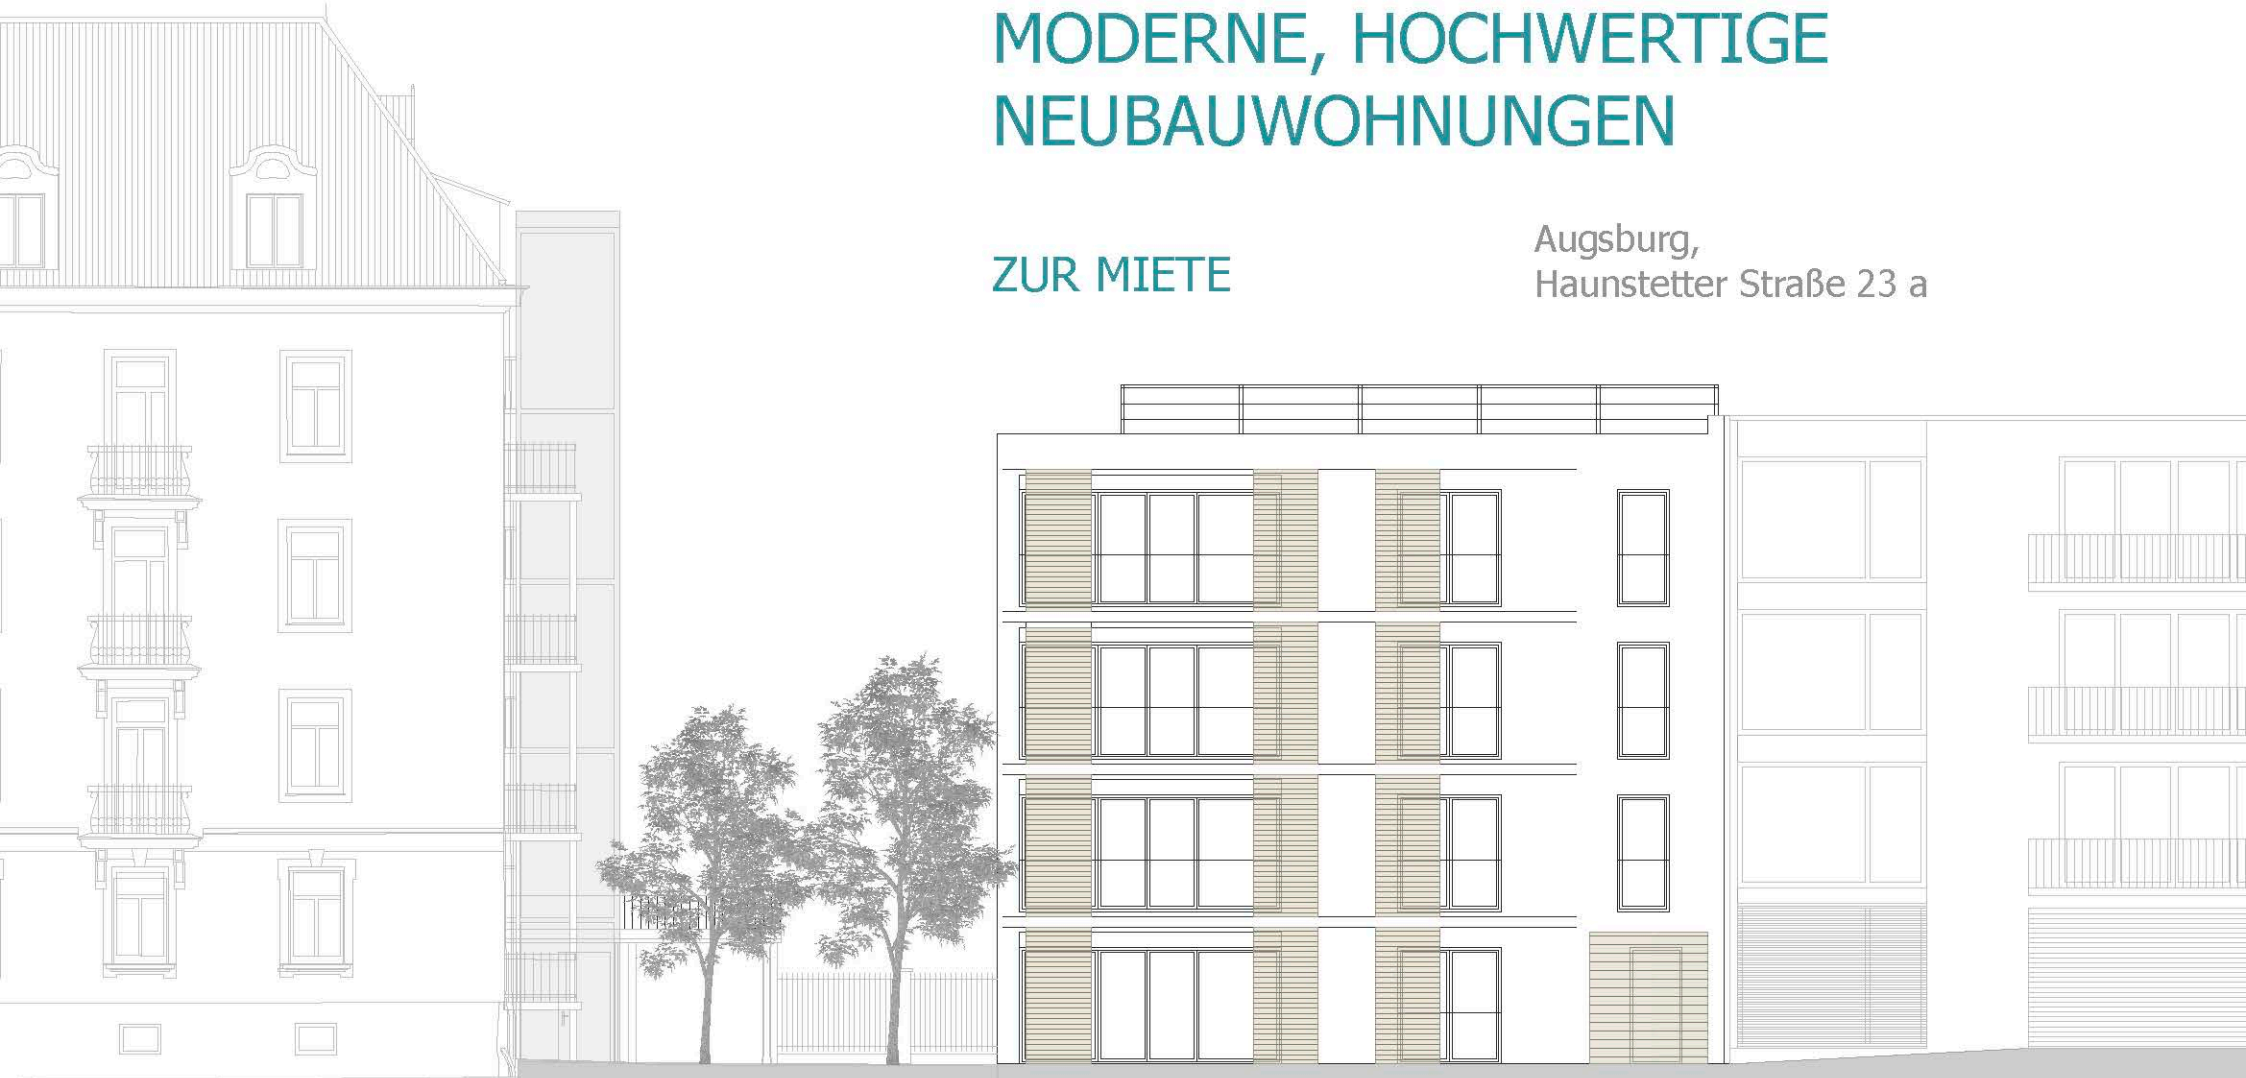 MODERNE, HOCHWERTIGE
NEUBAUWOHNUNGEN
ZUR MIETE
Augsburg,
Haunstetter Straße 23 a